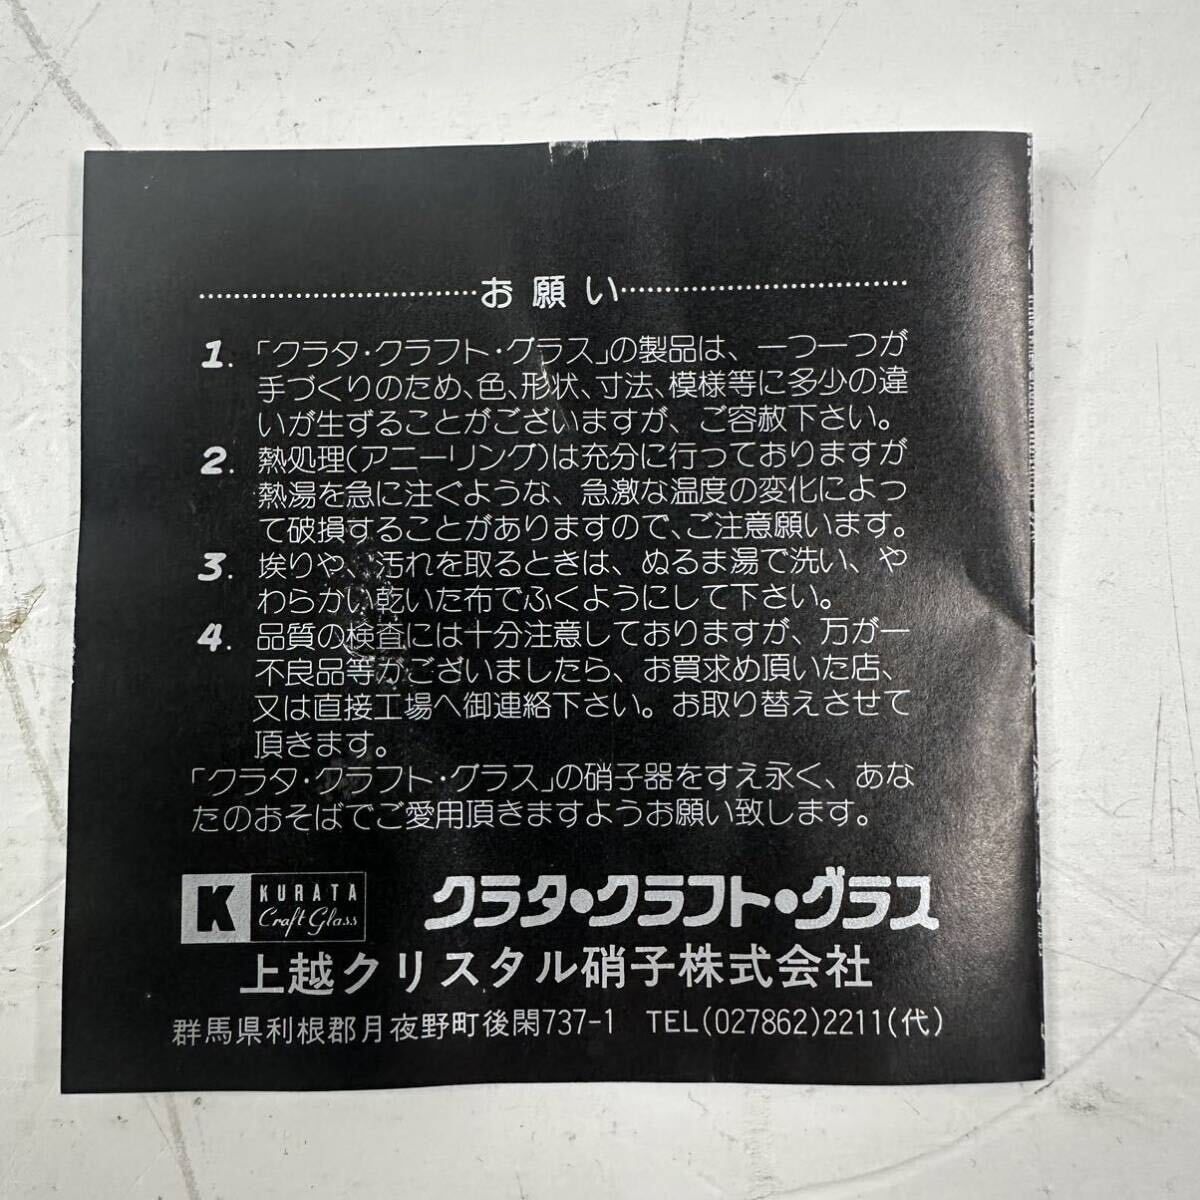 お願い
1. 「クラタ・クラフト・グラス」の製品は、一つ一つが
手づくりのため、色、形状、寸法、模様等に多少の違
いが生ずることがございますが、ご容赦下さい。
2. 熱処理(アニーリング)は充分に行っておりますが
熱湯を急に注ぐような、急激な温度の変化によっ
て破損することがありますので、ご注意願います。
3. 埃りや、汚れを取るときは、ぬるま湯で洗い、や
わらかい乾いた布でふくようにして下さい。
4. 品質の検査には十分注意しておりますが、万が一
不良品等がございましたら、お買求め頂いた店、
又は直接工場へ御連絡下さい。お取り替えさせて
頂きます。
「クラタ・クラフト・グラス」の硝子器をすえ永く、あな
たのおそばでご愛用頂きますようお願い致します。
K KURATA
Craft Glass
クラタ・クラフト・グラス
上越クリスタル硝子株式会社
群馬県利根郡月夜野町後閑737-1 TEL(027862)2211(代)